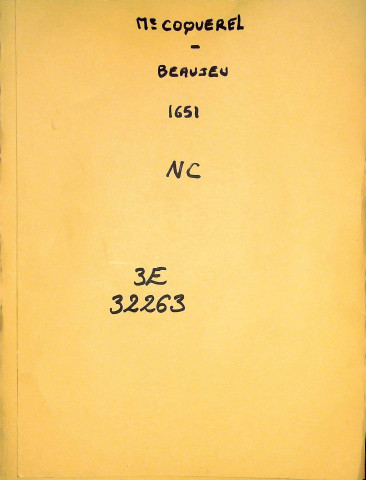 Me COQUEREL
-
BEAUJEU
1651
NC
3E
32263